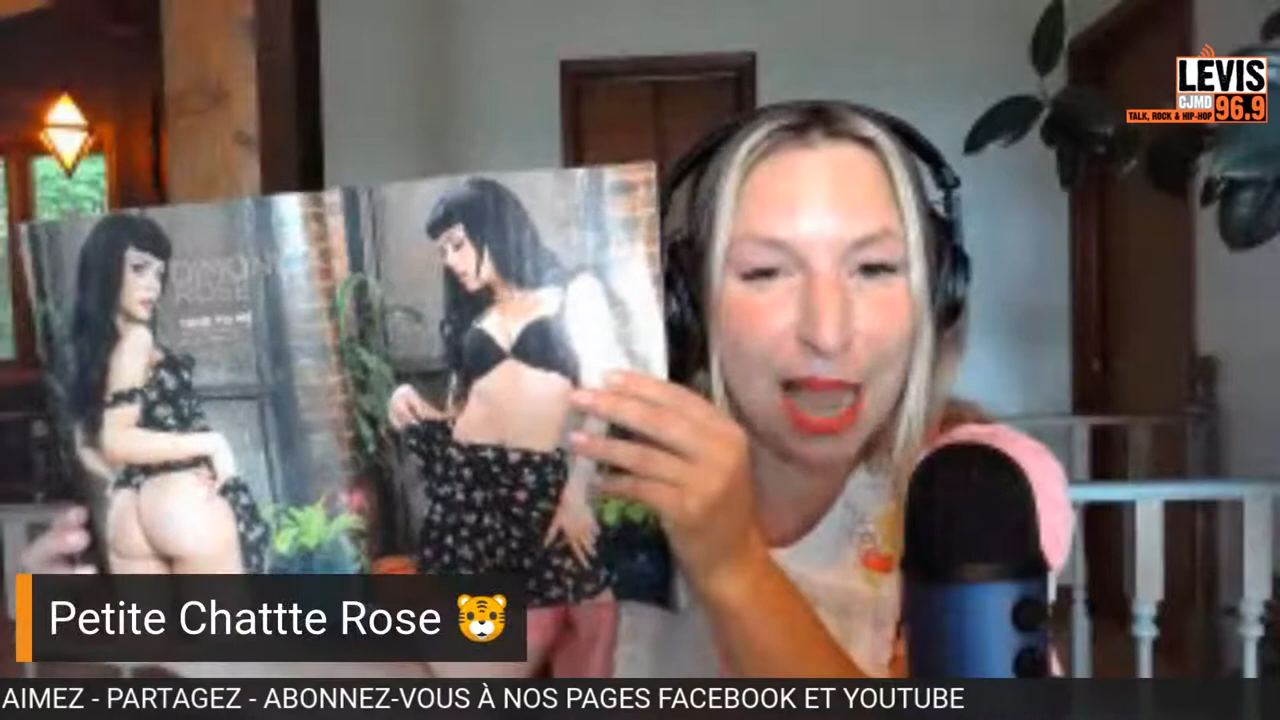 LEVIS
CJMD 96.9
TALK, ROCK & HIP-HOP
ROSE
Petite Chattte Rose
AIMEZ - PARTAGEZ - ABONNEZ-VOUS À NOS PAGES FACEBOOK ET YOUTUBE